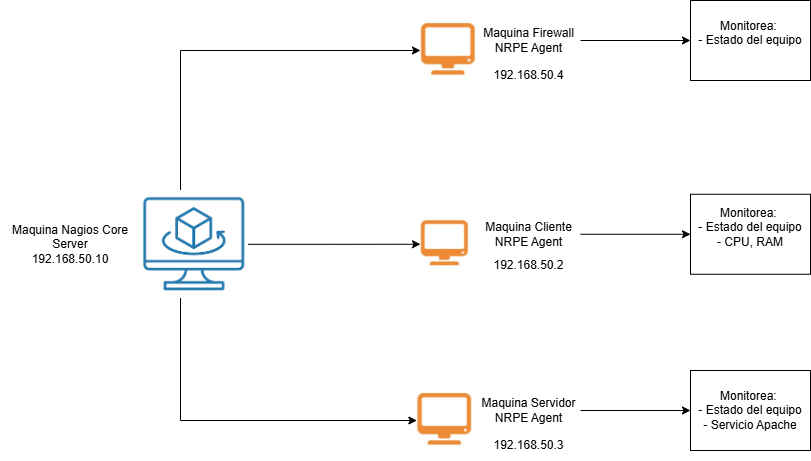 Maquina Nagios Core
Server
192.168.50.10
Maquina Firewall
NRPE Agent
192.168.50.4
Monitorea:
- Estado del equipo
Maquina Cliente
NRPE Agent
192.168.50.2
Monitorea:
- Estado del equipo
- CPU, RAM
Maquina Servidor
NRPE Agent
192.168.50.3
Monitorea:
- Estado del equipo
- Servicio Apache